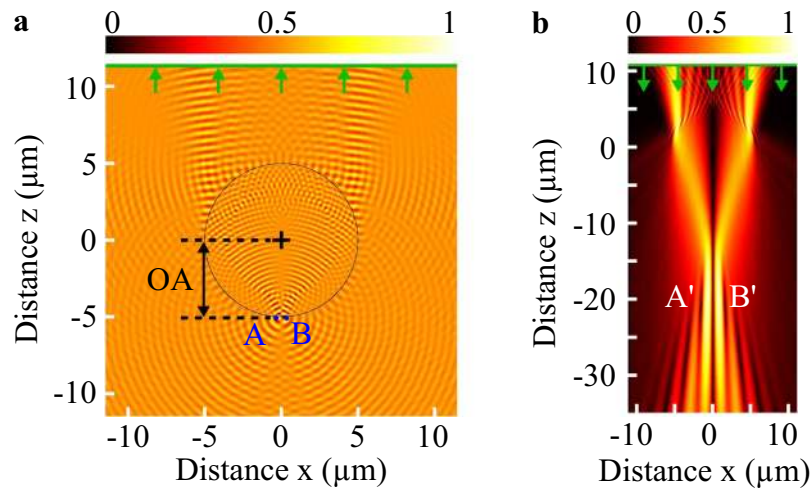 a
0 0.5 1
Distance z (µm)
10
5
0
-5
-10
OA
A B
-10 -5 0 5 10
Distance x (µm)
b
0 0.5 1
Distance z (µm)
10
0
-10
-20
-30
A' B'
-10 0 10
Distance x (µm)